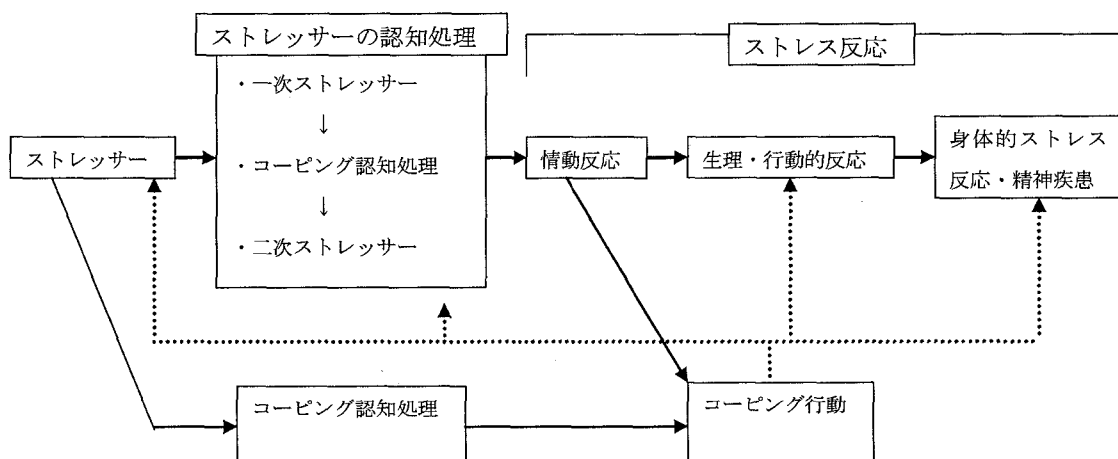 ストレッサーの認知処理
ストレス反応
・一次ストレッサー
↓
・コーピング認知処理
↓
・二次ストレッサー
ストレッサー
情動反応
生理・行動的反応
身体的ストレス
反応・精神疾患
コーピング認知処理
コーピング行動